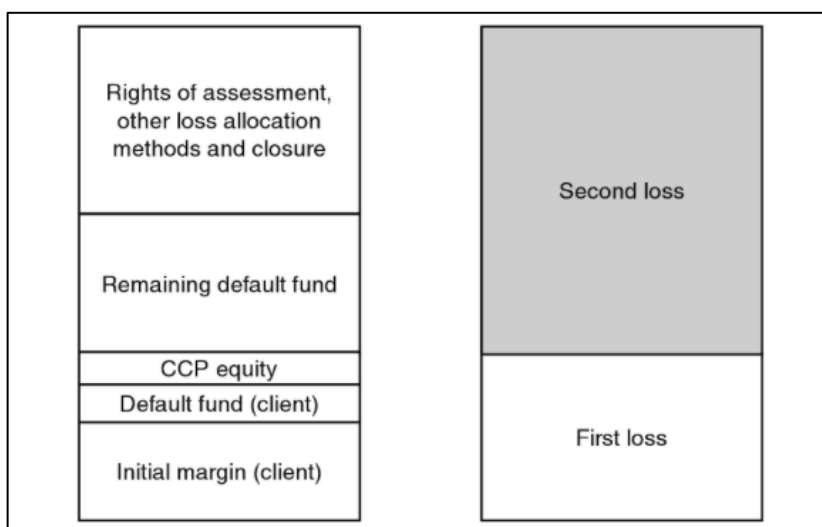 Rights of assessment,
other loss allocation
methods and closure
Remaining default fund
CCP equity
Default fund (client)
Initial margin (client)
Second loss
First loss